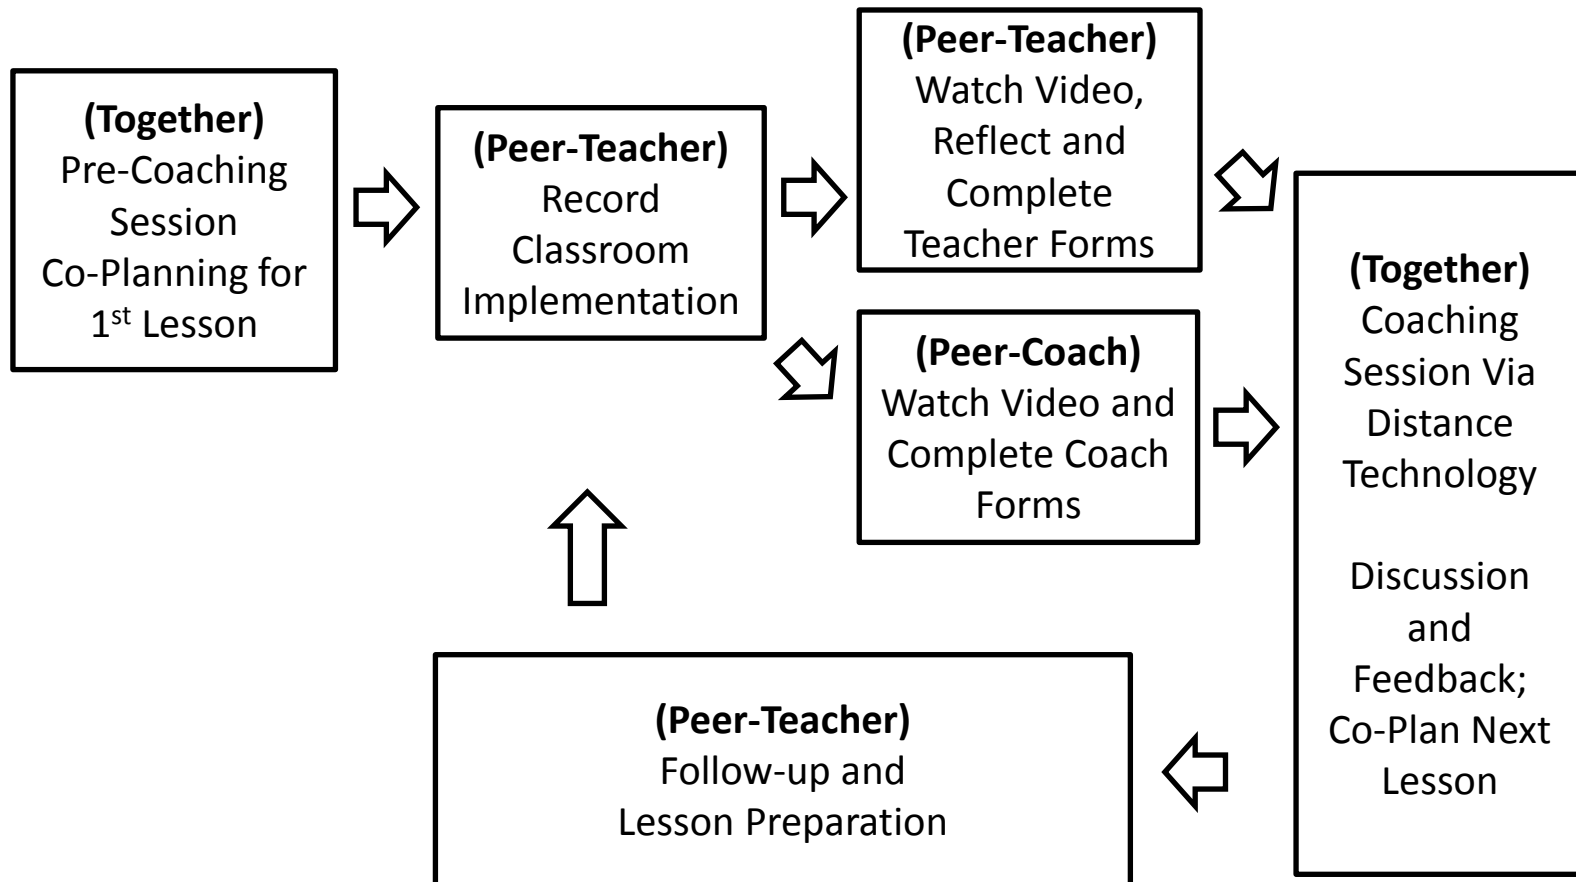 (Together)
Pre-Coaching
Session
Co-Planning for
1st Lesson
(Peer-Teacher)
Record
Classroom
Implementation
(Peer-Teacher)
Watch Video,
Reflect and
Complete
Teacher Forms
(Peer-Coach)
Watch Video and
Complete Coach
Forms
(Together)
Coaching
Session Via
Distance
Technology
Discussion
and
Feedback;
Co-Plan Next
Lesson
(Peer-Teacher)
Follow-up and
Lesson Preparation